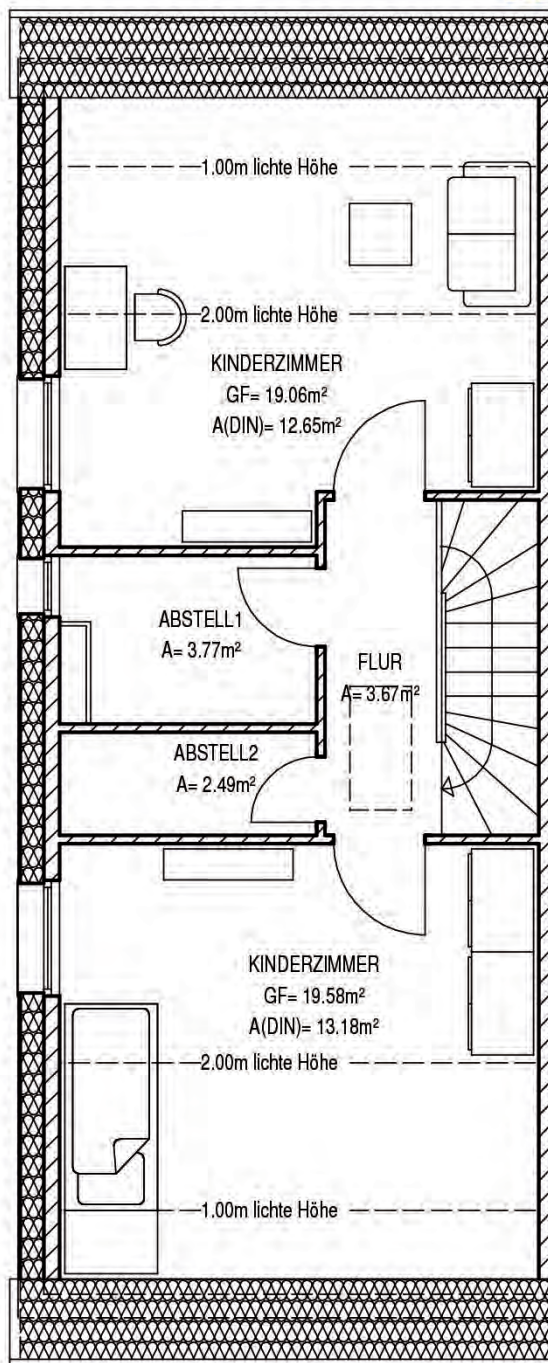 1.00m lichte Höhe
2.00m lichte Höhe
KINDERZIMMER
GF= 19.06m²
A(DIN)= 12.65m²
ABSTELL1
A= 3.77m²
FLUR
A= 3.67m²
ABSTELL2
A= 2.49m²
KINDERZIMMER
GF= 19.58m²
A(DIN)= 13.18m²
2.00m lichte Höhe
1.00m lichte Höhe